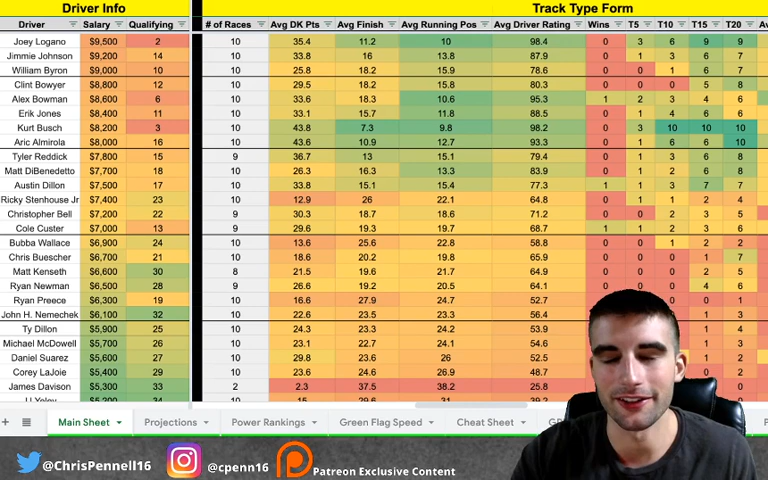 Driver Info Track Type Form
Driver Salary Qualifying # of Races Avg DK Pts Avg Finish Avg Running Pos Avg Driver Rating Wins T5 T10 T15 T20
Joey Logano $9,500 2 10 35.4 11.2 10 98.4 0 3 6 9 9
Jimmie Johnson $9,200 14 10 33.8 16 13.8 87.9 0 1 3 6 7
William Byron $9,000 10 10 25.8 18.2 15.9 78.6 0 0 1 6 7
Clint Bowyer $8,800 12 10 29.5 18.2 15.8 80.3 0 0 0 5 8
Alex Bowman $8,600 6 10 33.6 18.3 10.6 95.3 1 2 3 4 6
Erik Jones $8,400 11 10 33.1 15.7 11.8 88.5 0 1 4 6 6
Kurt Busch $8,200 3 10 43.8 7.3 9.8 98.2 0 3 10 10 10
Aric Almirola $8,000 16 10 43.6 10.9 12.7 93.3 0 1 6 6 10
Tyler Reddick $7,800 15 9 36.7 13 15.1 79.4 0 1 3 6 8
Matt DiBenedetto $7,700 18 10 26.3 16.3 13.3 83.9 0 1 2 6 8
Austin Dillon $7,500 17 10 33.8 15.1 15.4 77.3 1 1 3 7 7
Ricky Stenhouse Jr $7,400 23 10 12.9 26 22.1 64.8 0 1 1 2 4
Christopher Bell $7,200 22 9 30.3 18.7 18.6 71.2 0 0 2 3 5
Cole Custer $7,000 13 9 29.6 19.3 19.7 68.7 1 1 2 3 6
Bubba Wallace $6,900 24 10 13.6 25.6 22.8 58.8 0 0 1 2 2
Chris Buescher $6,700 21 10 18.6 20.2 19.8 65.9 0 0 0 1 7
Matt Kenseth $6,600 30 8 21.5 19.6 21.7 64.9 0 0 0 2 5
Ryan Newman $6,500 28 9 26.6 19.2 20.5 64.1 0 0 0 4 6
Ryan Preece $6,300 19 10 16.6 27.9 24.7 52.7 0 1
John H. Nemechek $6,100 32 10 22.6 23.5 23.3 56.4 0 3
Ty Dillon $5,900 25 10 24.3 23.3 24.2 53.9 1 4
Michael McDowell $5,700 26 10 23.1 22.7 24.1 54.6 1 3
Daniel Suarez $5,600 27 10 29.8 23.6 26 52.5 1 2
Corey LaJoie $5,400 29 10 23.6 24.6 26.9 48.7 1 2
James Davison $5,300 33 2 2.3 37.5 38.2 25.8 0
+ Main Sheet Projections Power Rankings Green Flag Speed Cheat Sheet
@ChrisPennell16 @cpenn16 Patreon Exclusive Content